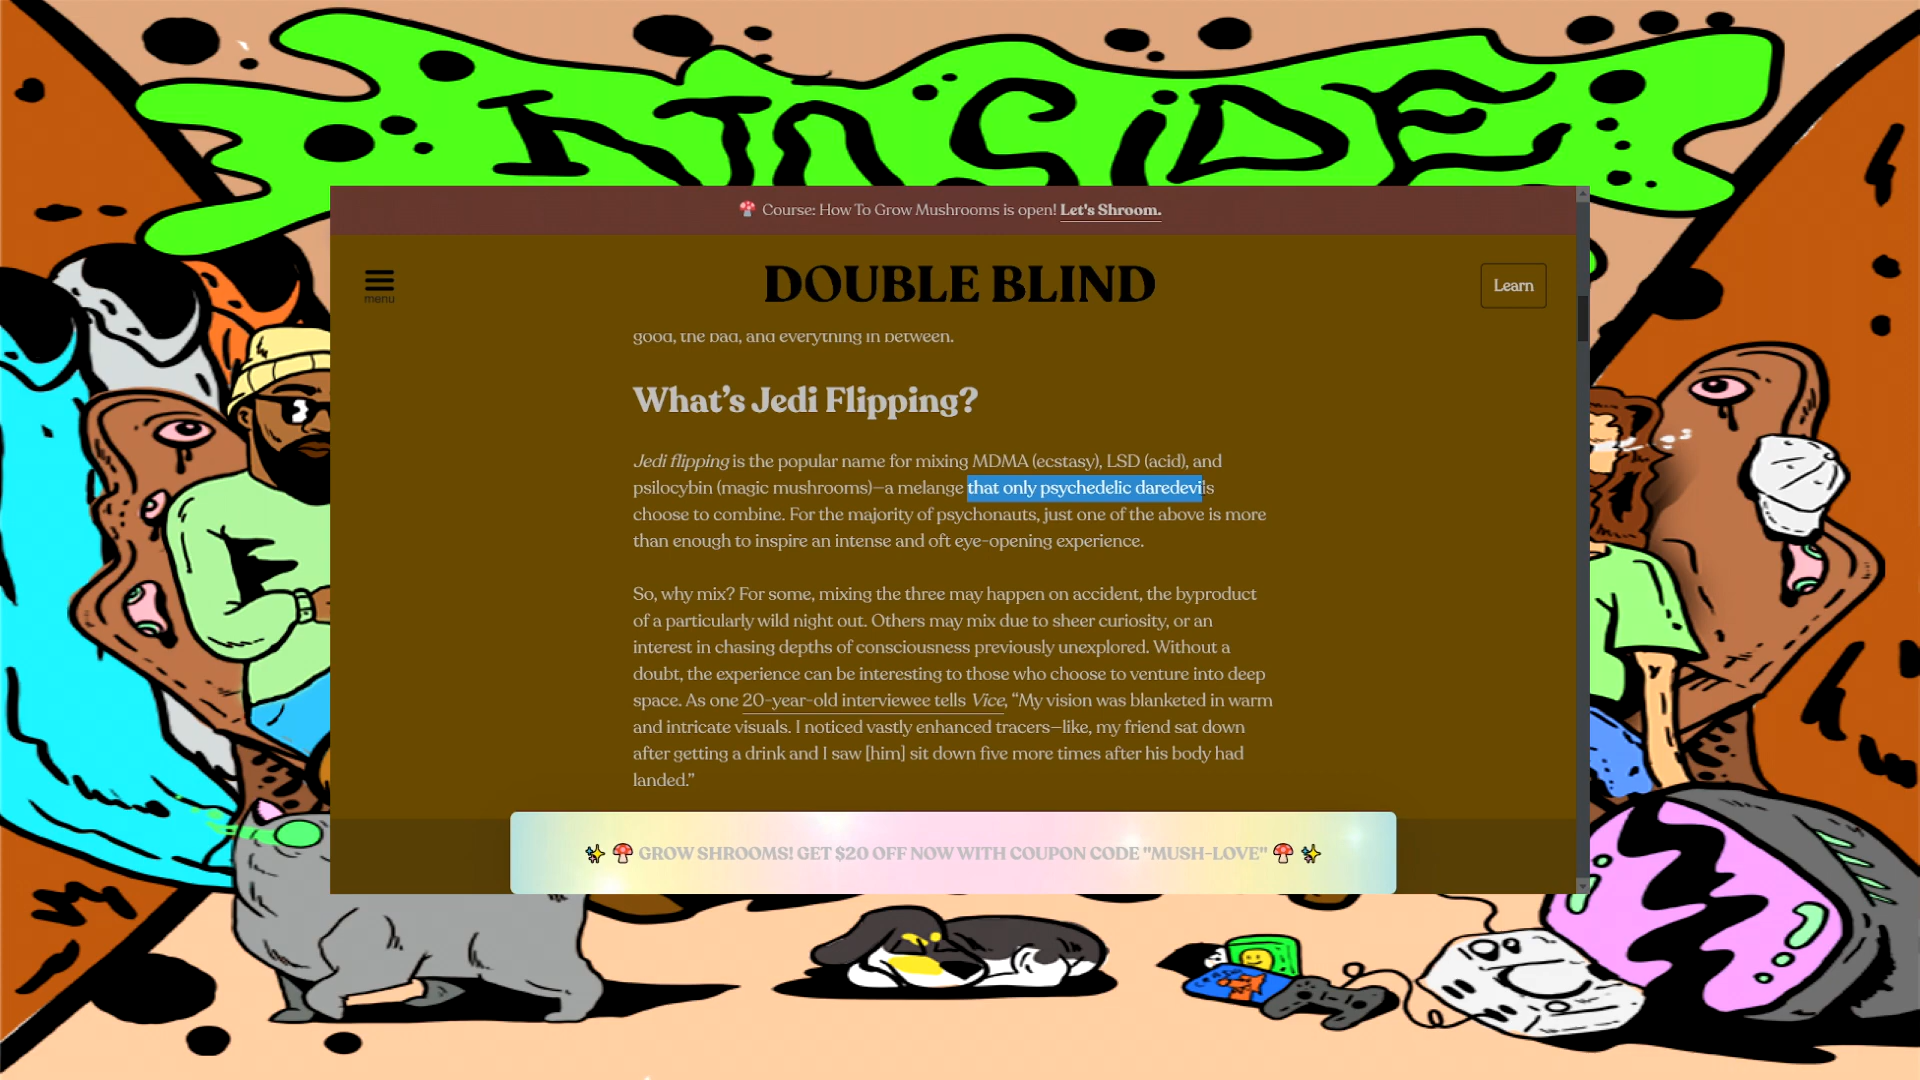 INSIDE
🍄 Course: How To Grow Mushrooms is open! Let's Shroom.
menu
DOUBLE BLIND
Learn
good, the bad, and everything in between.
What's Jedi Flipping?
Jedi flipping is the popular name for mixing MDMA (ecstasy), LSD (acid), and
psilocybin (magic mushrooms)—a melange that only psychedelic daredevils
choose to combine. For the majority of psychonauts, just one of the above is more
than enough to inspire an intense and oft eye-opening experience.
So, why mix? For some, mixing the three may happen on accident, the byproduct
of a particularly wild night out. Others may mix due to sheer curiosity, or an
interest in chasing depths of consciousness previously unexplored. Without a
doubt, the experience can be interesting to those who choose to venture into deep
space. As one 20-year-old interviewee tells Vice, “My vision was blanketed in warm
and intricate visuals. I noticed vastly enhanced tracers—like, my friend sat down
after getting a drink and I saw [him] sit down five more times after his body had
landed.”
✨ 🍄 GROW SHROOMS! GET $20 OFF NOW WITH COUPON CODE "MUSH-LOVE" 🍄 ✨